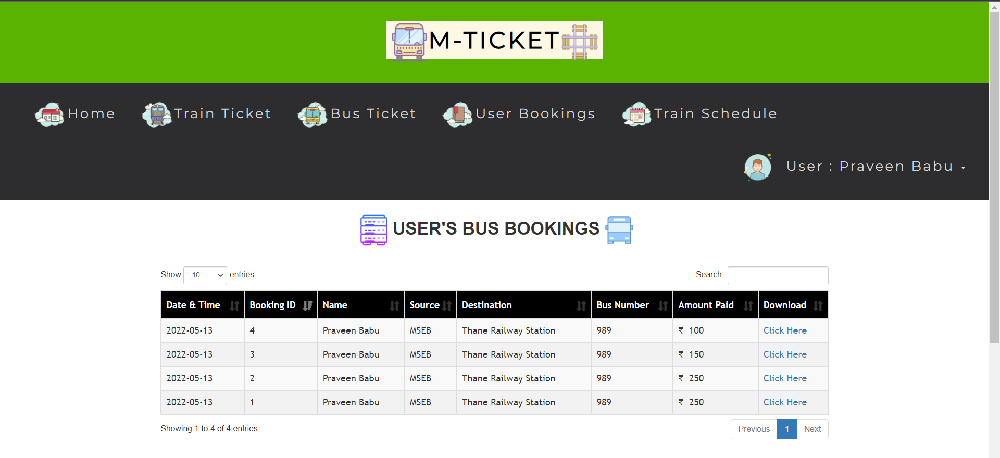 M-TICKET
Home Train Ticket Bus Ticket User Bookings Train Schedule
User : Praveen Babu
USER'S BUS BOOKINGS
Show 10 entries Search:
Date & Time Booking ID Name Source Destination Bus Number Amount Paid Download
2022-05-13 4 Praveen Babu MSEB Thane Railway Station 989 ₹ 100 Click Here
2022-05-13 3 Praveen Babu MSEB Thane Railway Station 989 ₹ 150 Click Here
2022-05-13 2 Praveen Babu MSEB Thane Railway Station 989 ₹ 250 Click Here
2022-05-13 1 Praveen Babu MSEB Thane Railway Station 989 ₹ 250 Click Here
Showing 1 to 4 of 4 entries Previous 1 Next